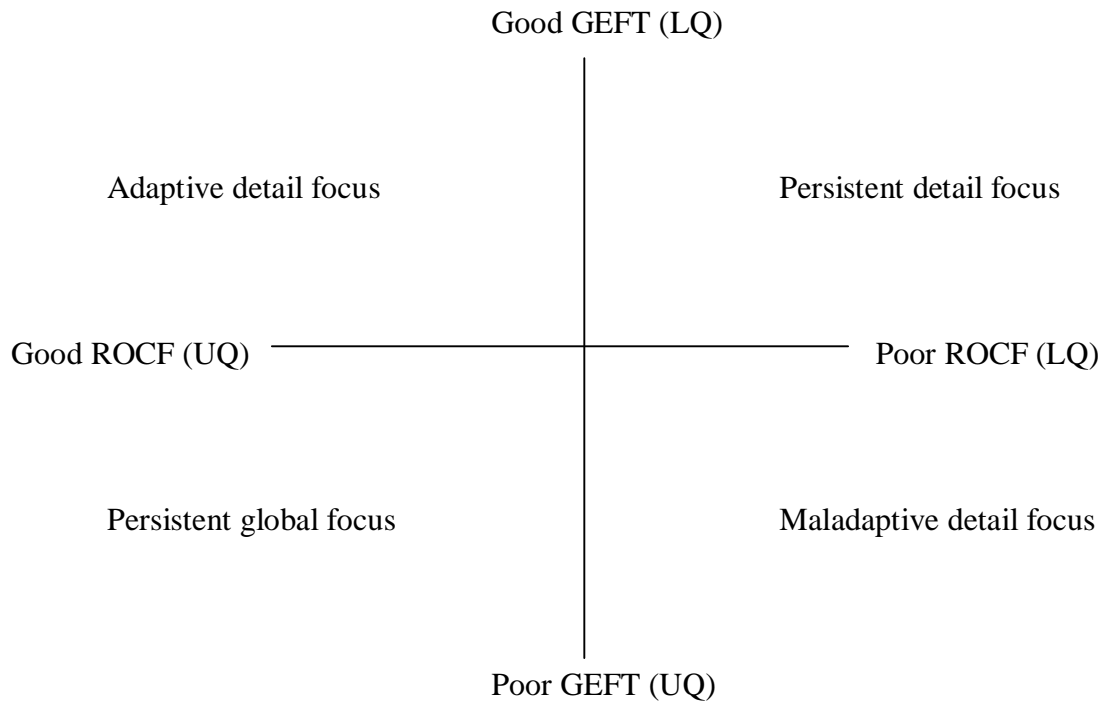 Good GEFT (LQ)
Adaptive detail focus
Persistent detail focus
Good ROCF (UQ)
Poor ROCF (LQ)
Persistent global focus
Maladaptive detail focus
Poor GEFT (UQ)